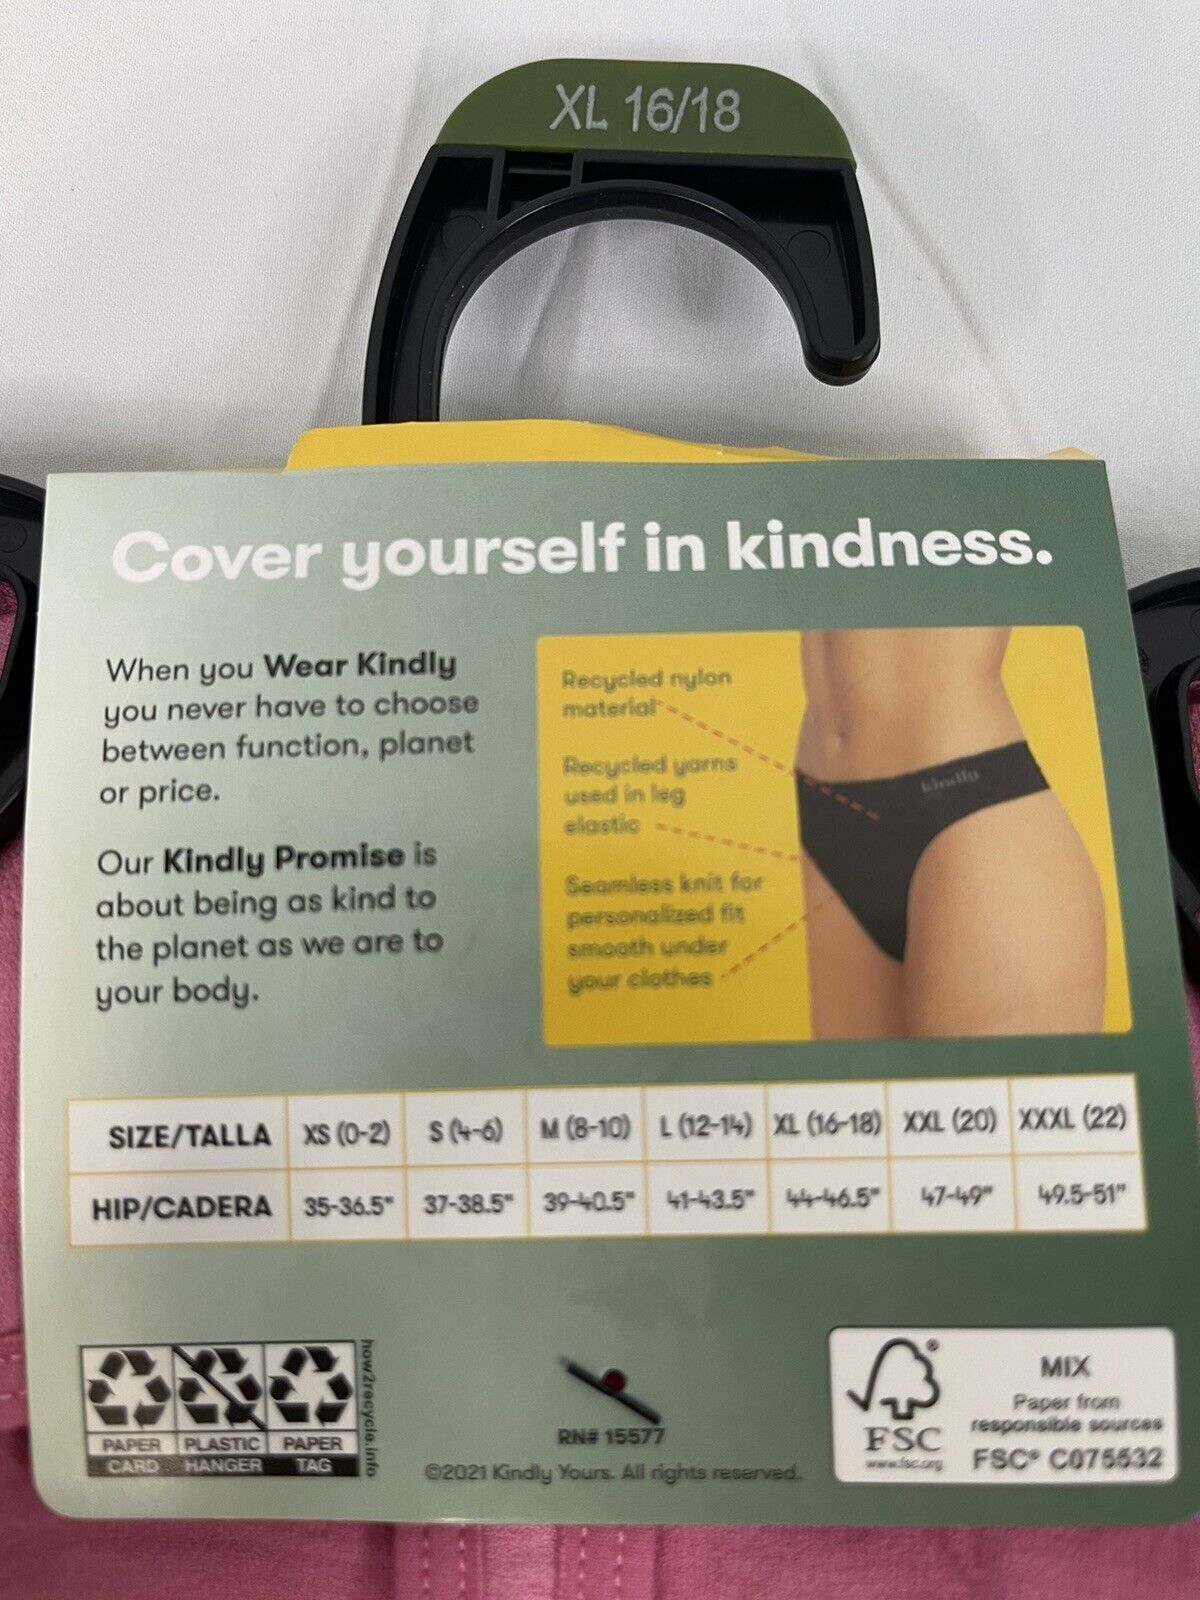 XL 16/18
Cover yourself in kindness.
When you Wear Kindly
you never have to choose
between function, planet
or price.
Our Kindly Promise is
about being as kind to
the planet as we are to
your body.
Recycled nylon
material
Recycled yarns
used in leg
elastic
Seamless knit for
personalized fit
smooth under
your clothes
kindly
SIZE/TALLA XS (0-2) S (4-6) M (8-10) L (12-14) XL (16-18) XXL (20) XXXL (22)
HIP/CADERA 35-36.5" 37-38.5" 39-40.5" 41-43.5" 44-46.5" 47-49" 49.5-51"
PAPER PLASTIC PAPER
CARD HANGER TAG
how2recycle.info
RN# 15577
©2021 Kindly Yours. All rights reserved.
FSC
www.fsc.org
MIX
Paper from
responsible sources
FSC® C075532